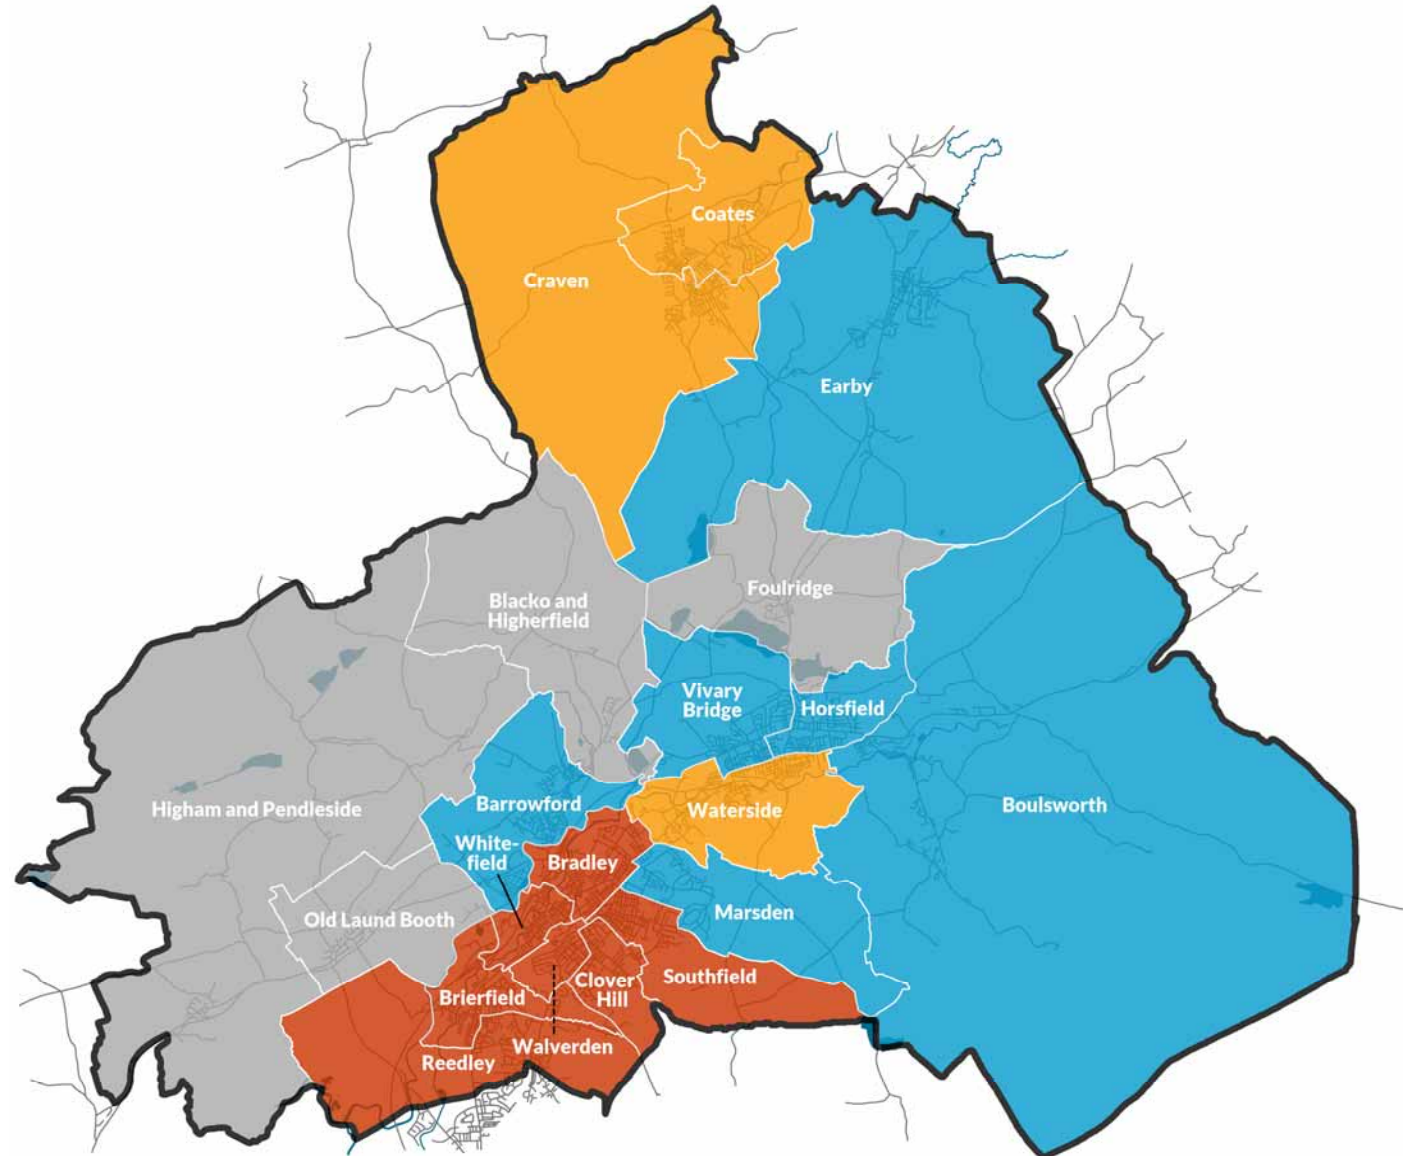 Coates
Craven
Earby
Blacko and
Higherfield
Foulridge
Vivary
Bridge
Horsfield
Higham and Pendleside
Barrowford
Waterside
Boulsworth
White-
field
Bradley
Old Laund Booth
Marsden
Southfield
Clover
Hill
Brierfield
Walverden
Reedley